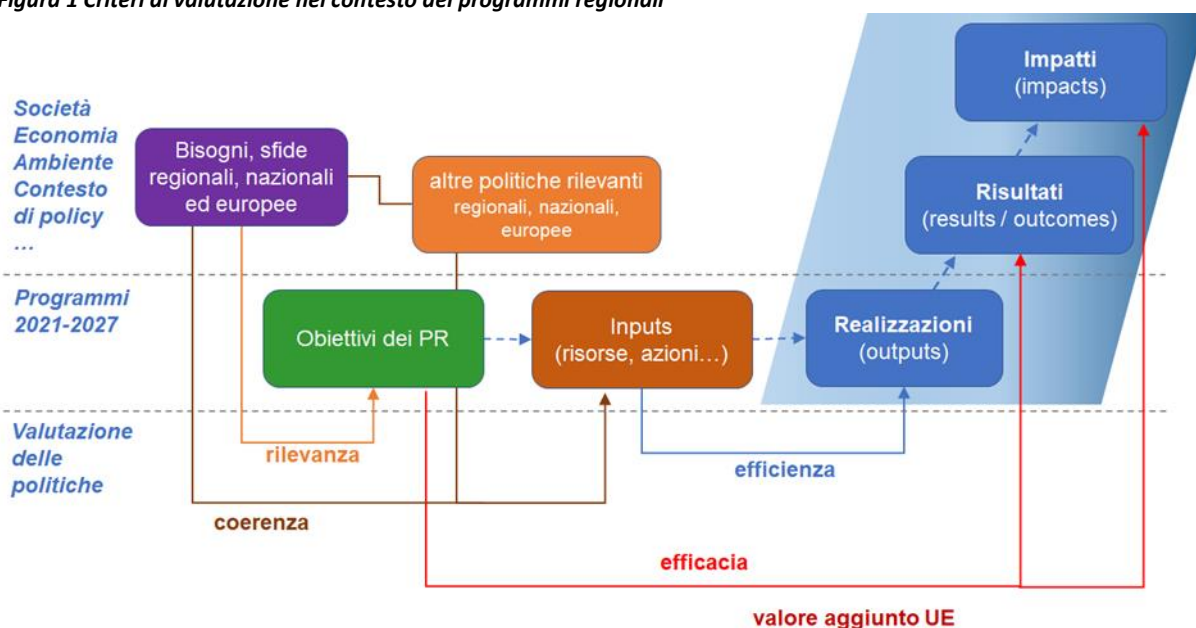 Figura 1 Criteri di valutazione nel contesto dei programmi regionali
Impatti
(impacts)
Società
Economia
Ambiente
Contesto
di policy
...
Bisogni, sfide
regionali, nazionali
ed europee
altre politiche rilevanti
regionali, nazionali,
europee
Risultati
(results / outcomes)
Programmi
2021-2027
Obiettivi dei PR
Inputs
(risorse, azioni...)
Realizzazioni
(outputs)
Valutazione
delle
politiche
rilevanza
efficienza
coerenza
efficacia
valore aggiunto UE